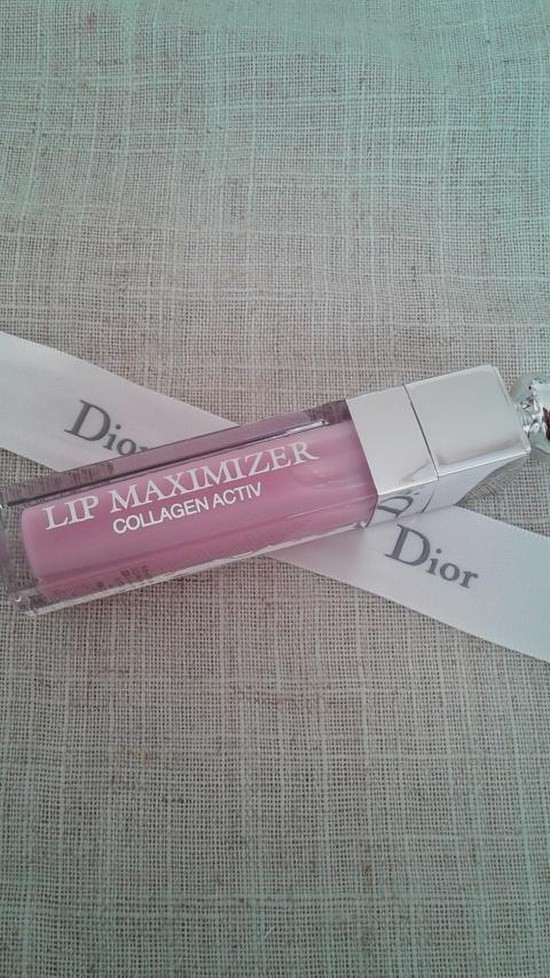 Dior
LIP MAXIMIZER
COLLAGEN ACTIV
Dior